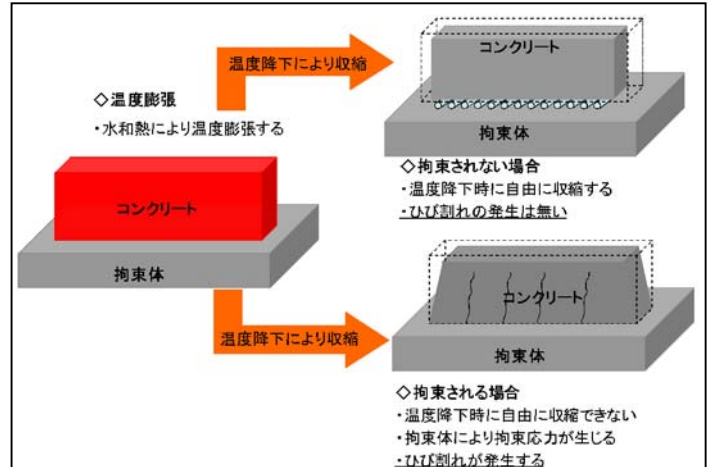 ◇温度膨張
・水和熱により温度膨張する
コンクリート
拘束体
温度降下により収縮
コンクリート
拘束体
◇拘束されない場合
・温度降下時に自由に収縮する
・ひび割れの発生は無い
温度降下により収縮
コンクリート
拘束体
◇拘束される場合
・温度降下時に自由に収縮できない
・拘束体により拘束応力が生じる
・ひび割れが発生する